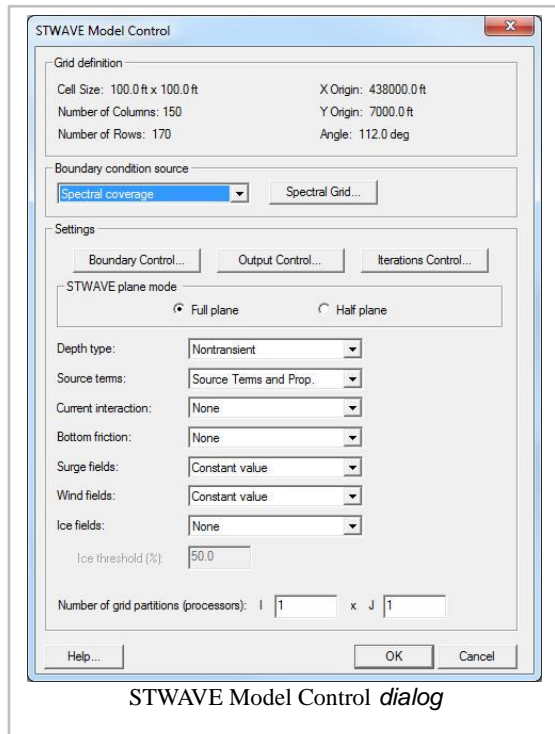 STWAVE Model Control
Grid definition
Cell Size: 100.0 ft x 100.0 ft
X Origin: 438000.0 ft
Number of Columns: 150
Y Origin: 7000.0 ft
Number of Rows: 170
Angle: 112.0 deg
Boundary condition source
Spectral coverage
Spectral Grid...
Settings
Boundary Control...
Output Control...
Iterations Control...
STWAVE plane mode
Full plane
Half plane
Depth type: Nontransient
Source terms: Source Terms and Prop.
Current interaction: None
Bottom friction: None
Surge fields: Constant value
Wind fields: Constant value
Ice fields: None
Ice threshold (%): 50.0
Number of grid partitions (processors): I 1 x J 1
Help...
OK
Cancel
STWAVE Model Control dialog